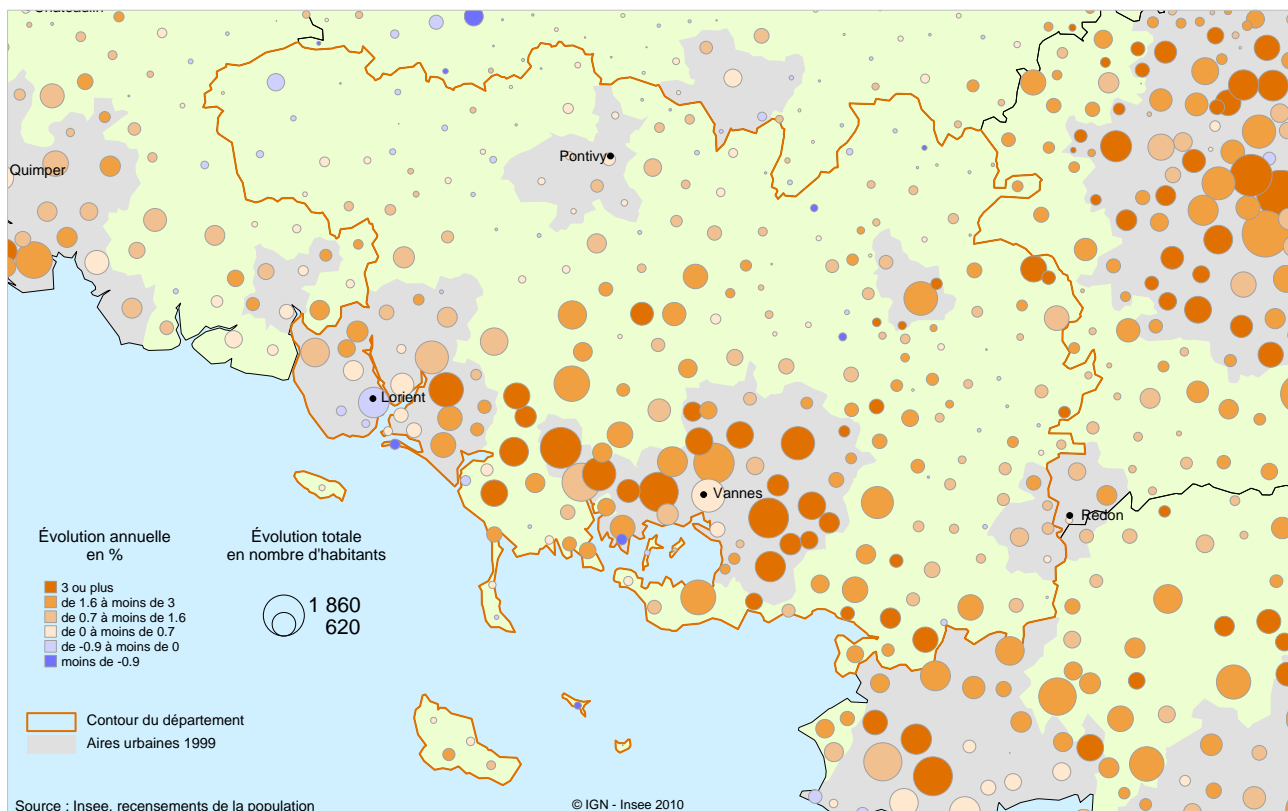 Quimper
Pontivy
Lorient
Vannes
Redon
Évolution annuelle
en %
3 ou plus
de 1.6 à moins de 3
de 0.7 à moins de 1.6
de 0 à moins de 0.7
de -0.9 à moins de 0
moins de -0.9
Évolution totale
en nombre d'habitants
1 860
620
Contour du département
Aires urbaines 1999
Source : Insee, recensements de la population
© IGN - Insee 2010